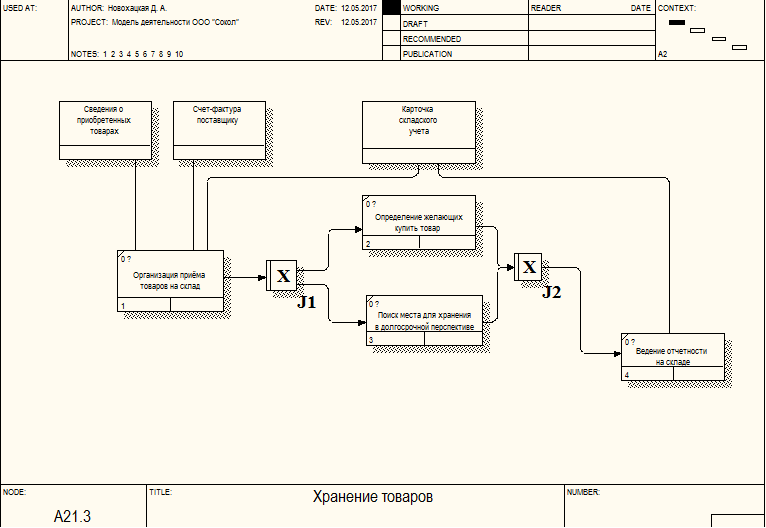 USED AT:
AUTHOR: Новохацкая Д. А.
DATE: 12.05.2017
WORKING
READER
DATE
CONTEXT:
PROJECT: Модель деятельности ООО "Сокол"
REV: 12.05.2017
DRAFT
RECOMMENDED
NOTES: 1 2 3 4 5 6 7 8 9 10
PUBLICATION
A2
Сведения о
приобретенных
товарах
Счет-фактура
поставщику
Карточка
складского
учета
0 ?
Определение желающих
купить товар
2
0 ?
Организация приёма
товаров на склад
1
X
J1
X
J2
0 ?
Поиск места для хранения
в долгосрочной перспективе
3
0 ?
Ведение отчетности
на складе
4
NODE:
A21.3
TITLE:
Хранение товаров
NUMBER: